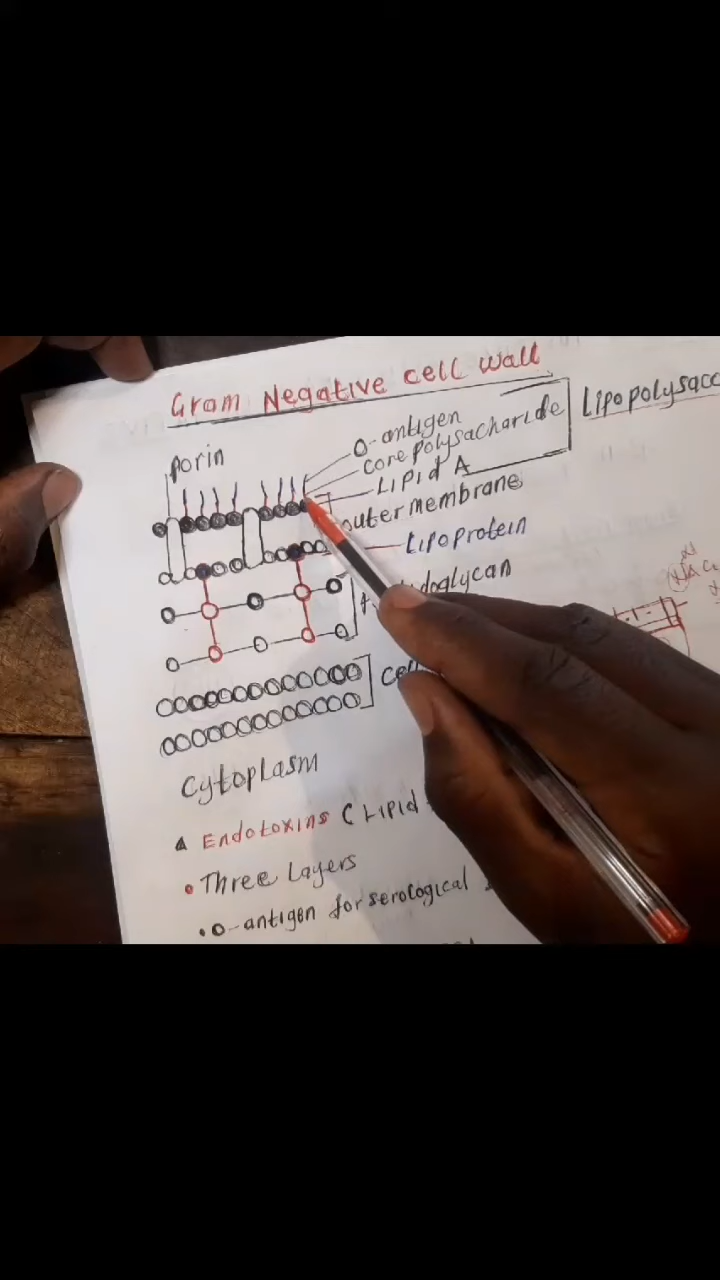 Gram Negative cell wall
Lipopolysacc
porin
O-antigen
core polysacharide
Lipid A
outer membrane
Lipoprotein
Cell
Cytoplasm
Endotoxins ( Lipid
• Three Layers
• O-antigen for serological